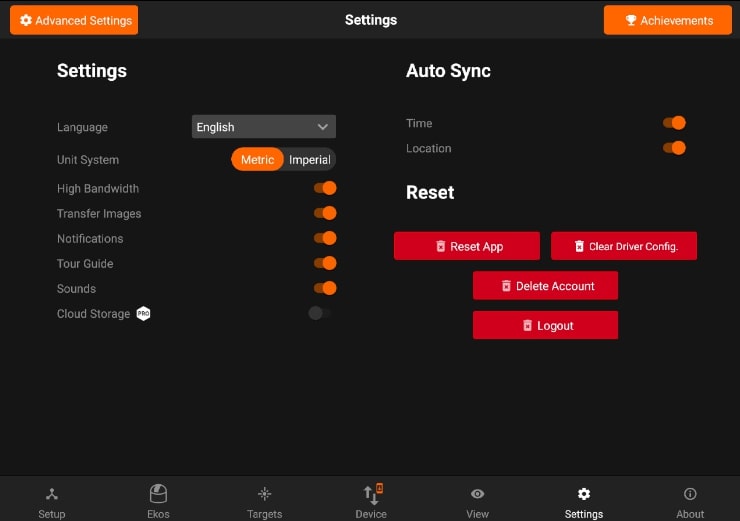 Advanced Settings
Settings
Achievements
Settings
Language
English
Unit System
Metric
Imperial
High Bandwidth
Transfer Images
Notifications
Tour Guide
Sounds
Cloud Storage PRO
Auto Sync
Time
Location
Reset
Reset App
Clear Driver Config.
Delete Account
Logout
Setup
Ekos
Targets
Device
View
Settings
About